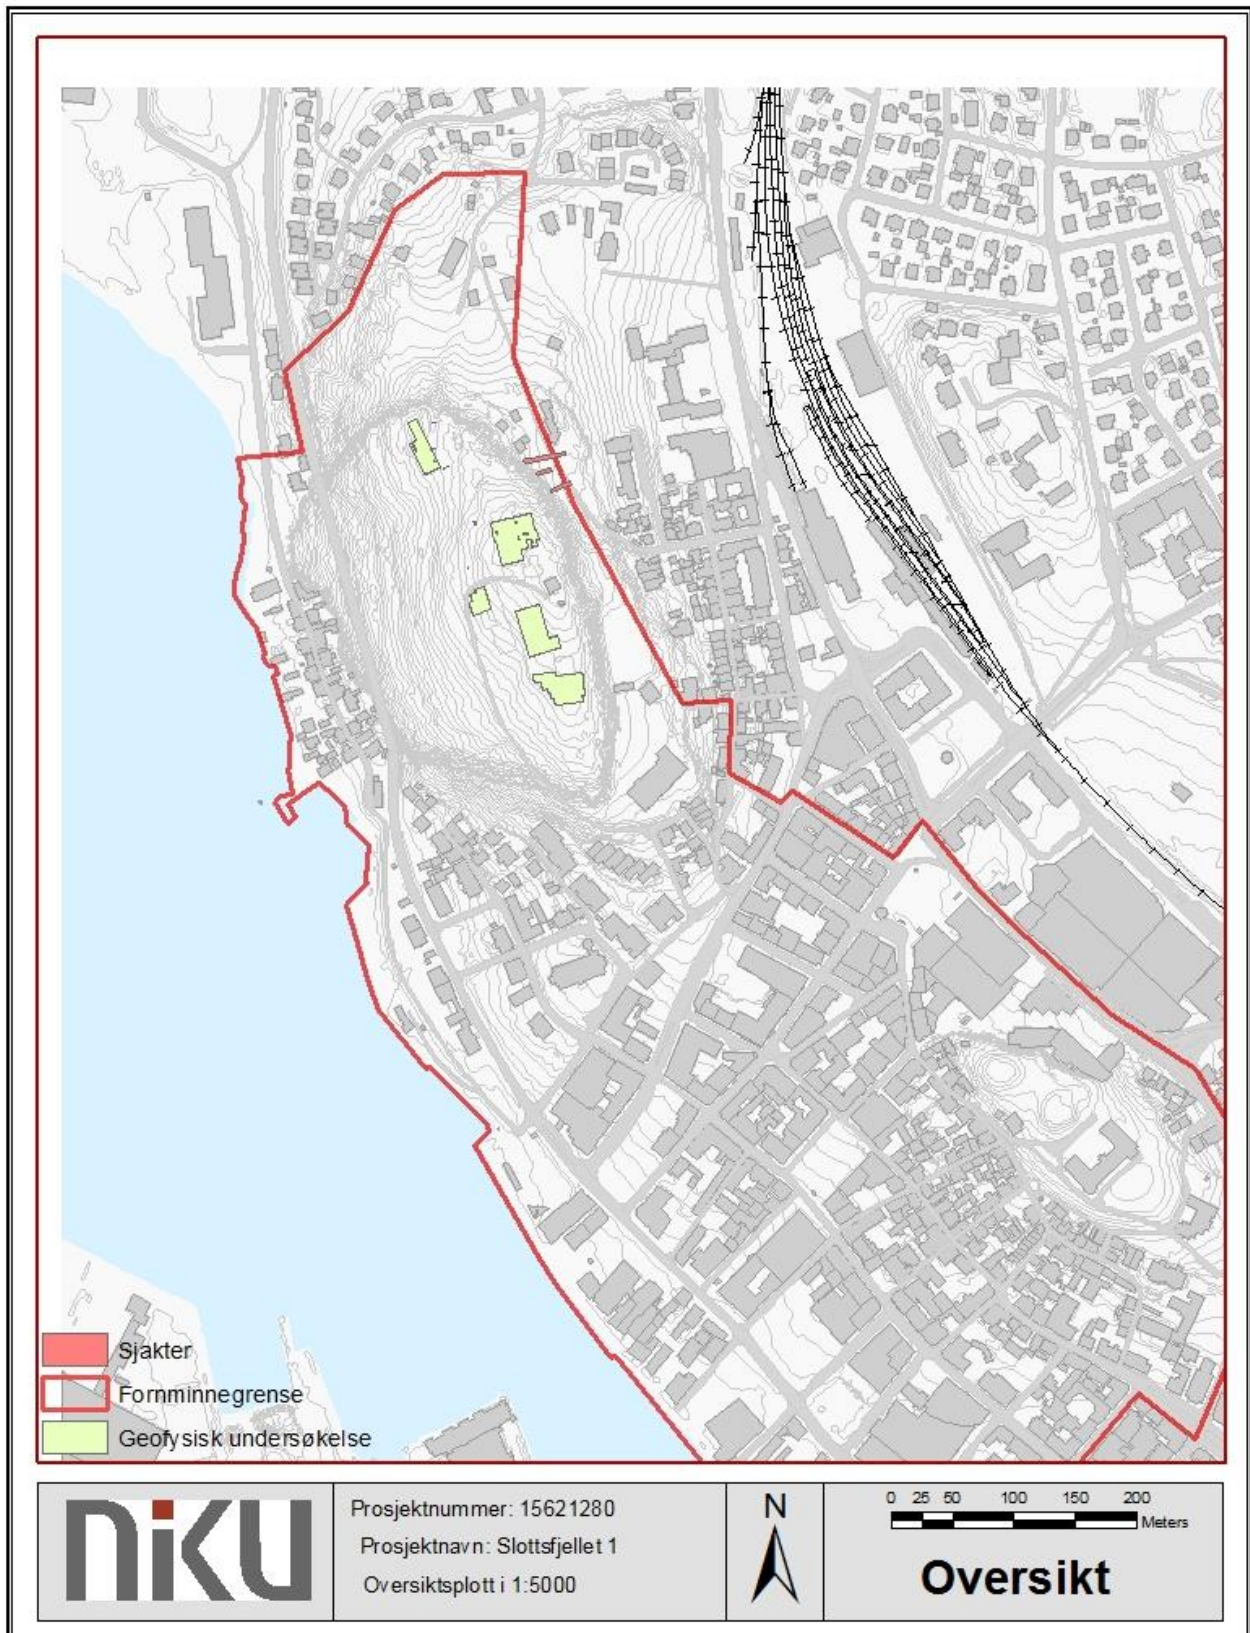 Sjakter
Fornminnegrense
Geofysisk undersøkelse
NiKU
Prosjektnummer: 15621280
Prosjektnavn: Slottsfjellet 1
Oversiktsplott i 1:5000
N
0 25 50 100 150 200
Meters
Oversikt